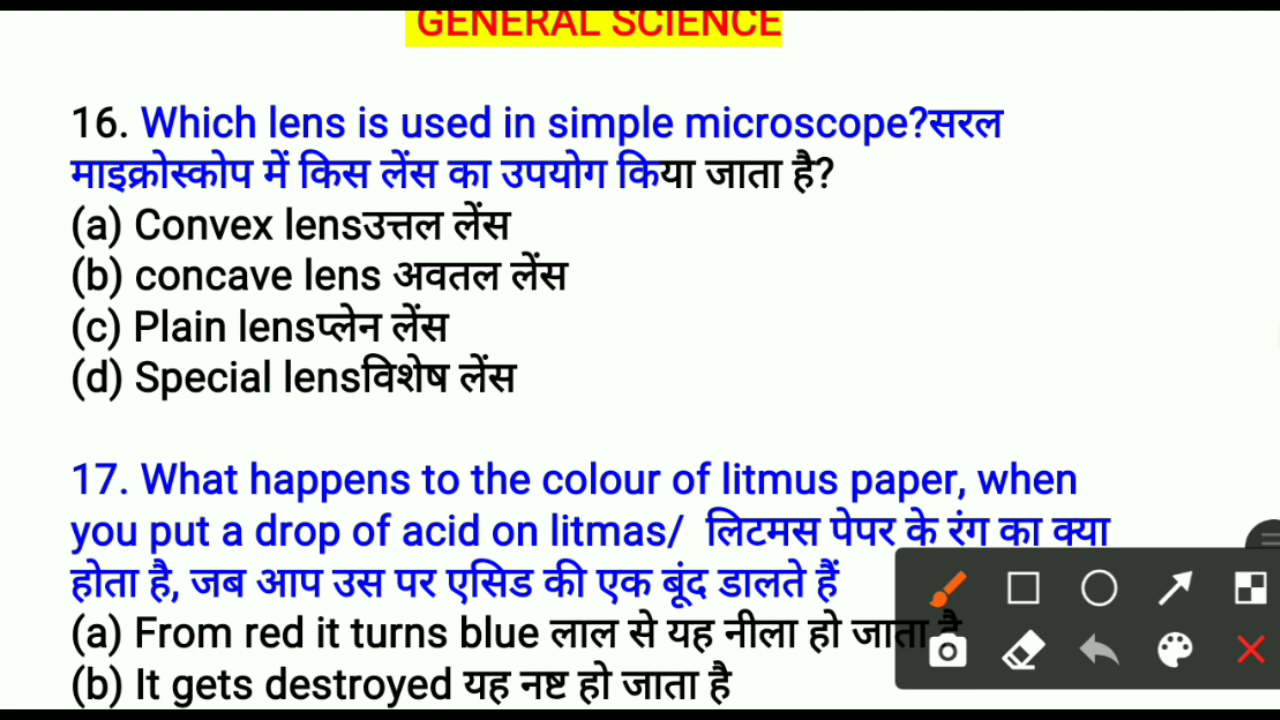 GENERAL SCIENCE
16. Which lens is used in simple microscope?सरल
माइक्रोस्कोप में किस लेंस का उपयोग किया जाता है?
(a) Convex lensउत्तल लेंस
(b) concave lens अवतल लेंस
(c) Plain lensप्लेन लेंस
(d) Special lensविशेष लेंस
17. What happens to the colour of litmus paper, when
you put a drop of acid on litmas/ लिटमस पेपर के रंग का क्या
होता है, जब आप उस पर एसिड की एक बूंद डालते हैं
(a) From red it turns blue लाल से यह नीला हो जाता है
(b) It gets destroyed यह नष्ट हो जाता है